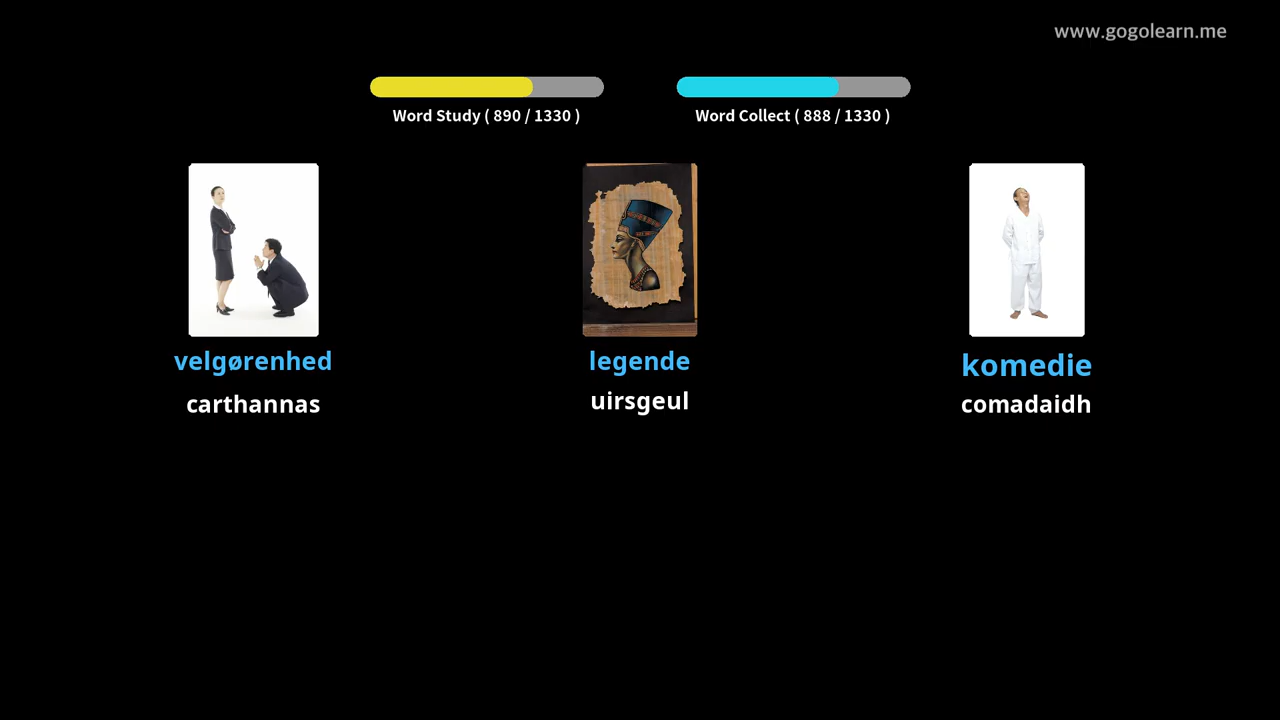 www.gogolearn.me
Word Study ( 890 / 1330 )
Word Collect ( 888 / 1330 )
velgørenhed
legende
komedie
carthannas
uirsgeul
comadaidh